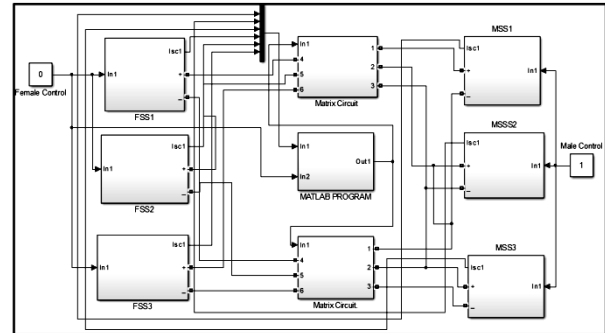 MSS1
Isc1
Isc1
In1
1
In1
4
+
2
+
0
In1
5
In1
+
3
−
6
−
Female Control
−
FSS1
Matrix Circuit
MSSS2
Isc1
Isc1
In1
Male Control
Out1
In1
+
In1
1
+
In2
−
−
FSS2
MATLAB PROGRAM
MSS3
Isc1
In1
1
Isc1
4
In1
+
5
2
+
In1
−
6
3
−
FSS3
Matrix Circuit.